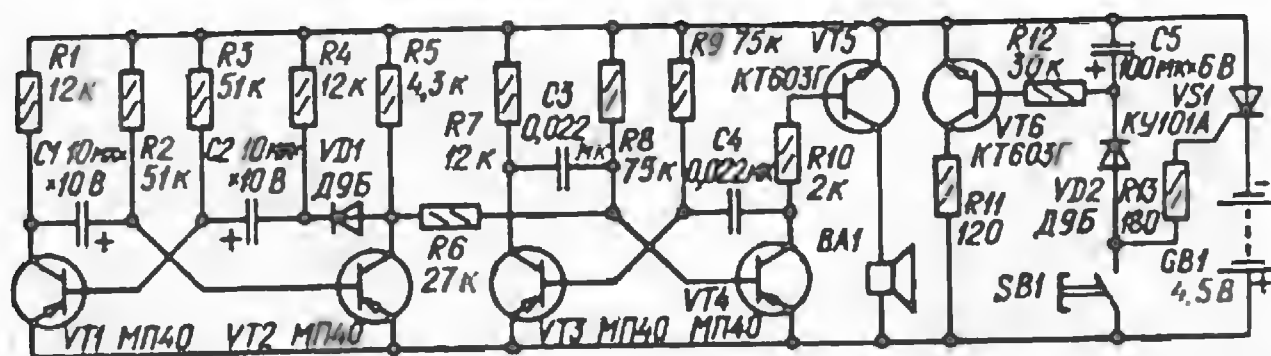 R1
12к
R2
51к
R3
51к
R4
12к
R5
4,3к
C1 10мк
×10В
C2 10мк
×10В
VD1
Д9Б
R6
27к
R7
12к
C3
0,022
мк
R8
75к
R9 75к
C4
0,022мк
VT5
КТ603Г
R10
2к
BA1
VT6
КТ603Г
R11
120
R12
30к
C5
100мк×6В
VS1
КУ101А
VD2
Д9Б
R13
180
SB1
GB1
4,5В
VT1 МП40
VT2 МП40
VT3 МП40
VT4
МП40